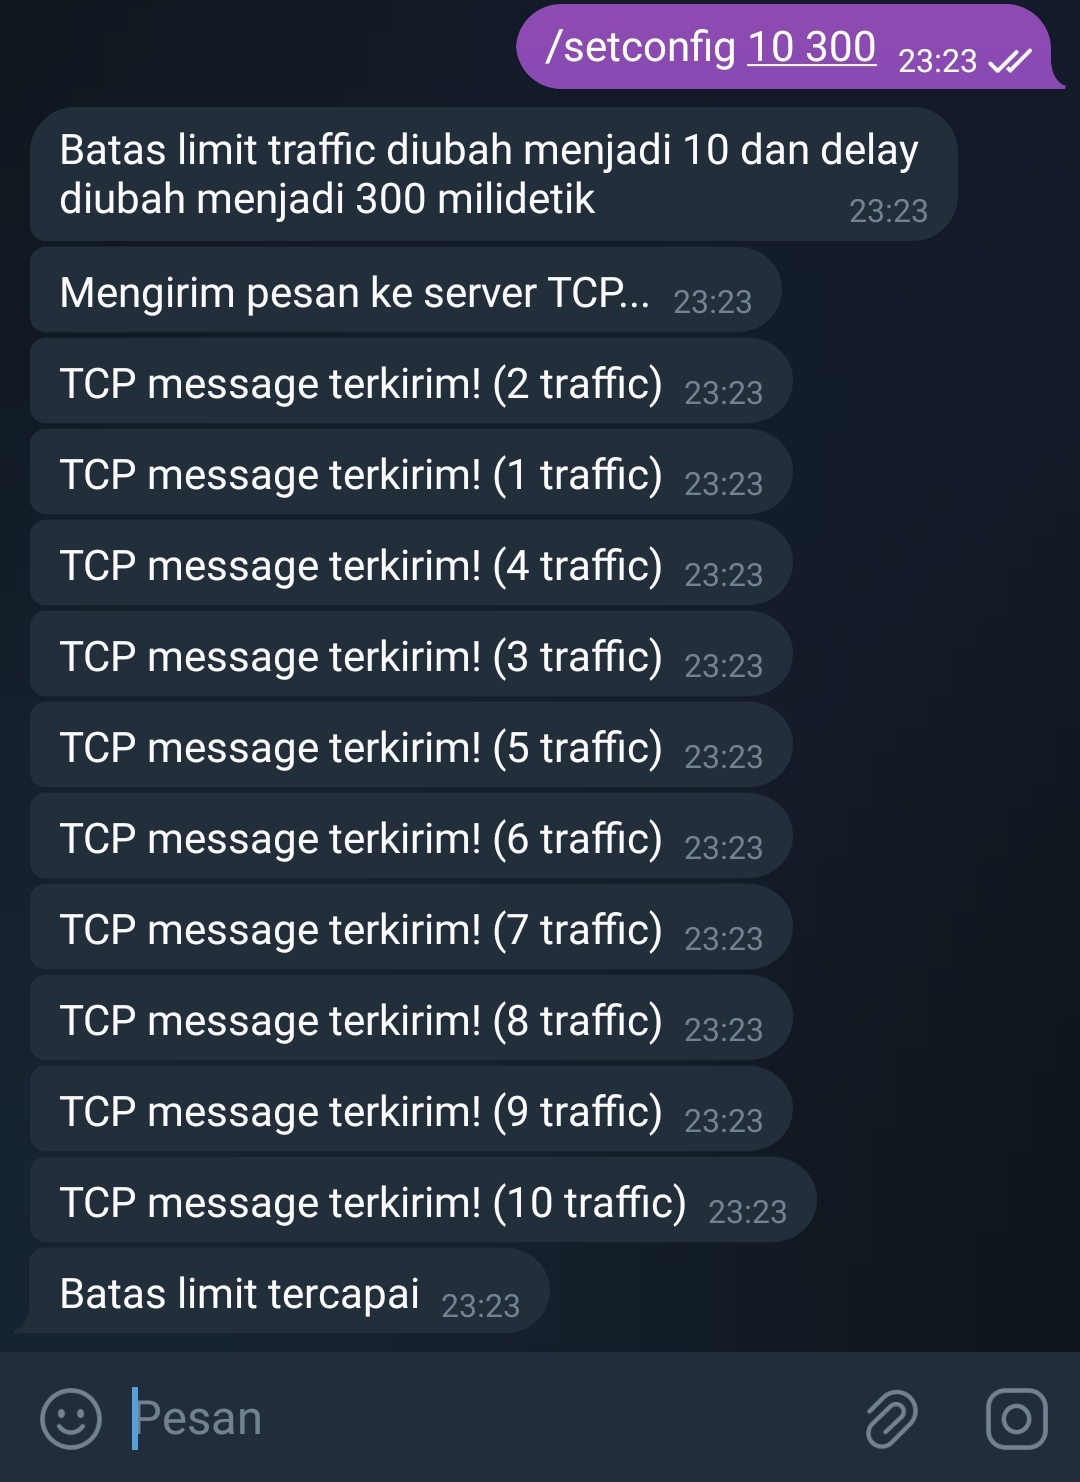 /setconfig 10 300 23:23
Batas limit traffic diubah menjadi 10 dan delay
diubah menjadi 300 milidetik 23:23
Mengirim pesan ke server TCP... 23:23
TCP message terkirim! (2 traffic) 23:23
TCP message terkirim! (1 traffic) 23:23
TCP message terkirim! (4 traffic) 23:23
TCP message terkirim! (3 traffic) 23:23
TCP message terkirim! (5 traffic) 23:23
TCP message terkirim! (6 traffic) 23:23
TCP message terkirim! (7 traffic) 23:23
TCP message terkirim! (8 traffic) 23:23
TCP message terkirim! (9 traffic) 23:23
TCP message terkirim! (10 traffic) 23:23
Batas limit tercapai 23:23
Pesan